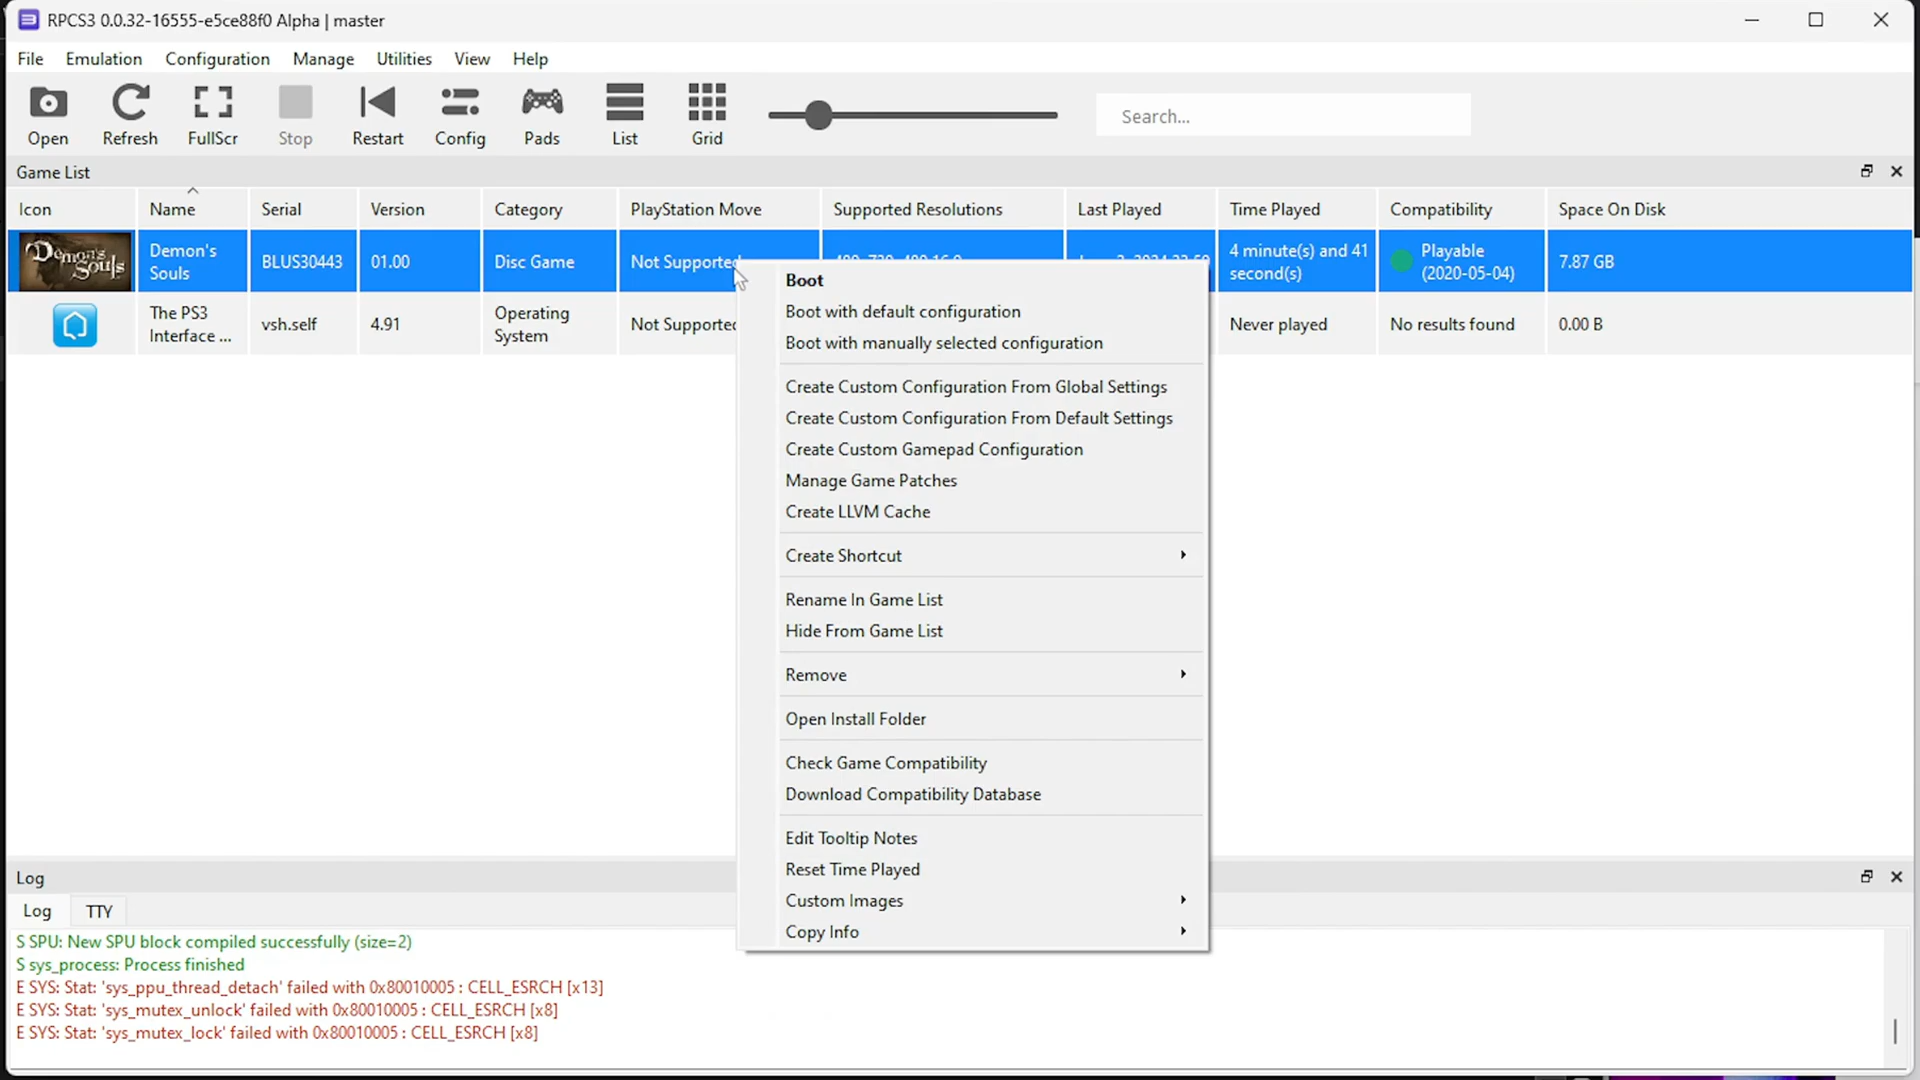 RPCS3 0.0.32-16555-e5ce88f0 Alpha | master
File Emulation Configuration Manage Utilities View Help
Open Refresh FullScr Stop Restart Config Pads List Grid Search...
Game List
Icon Name Serial Version Category PlayStation Move Supported Resolutions Last Played Time Played Compatibility Space On Disk
Demon's Souls
Demon's
Souls
BLUS30443
01.00
Disc Game
Not Supported
4 minute(s) and 41
second(s)
Playable
(2020-05-04)
7.87 GB
The PS3
Interface ...
vsh.self
4.91
Operating
System
Not Supported
Never played
No results found
0.00 B
Boot
Boot with default configuration
Boot with manually selected configuration
Create Custom Configuration From Global Settings
Create Custom Configuration From Default Settings
Create Custom Gamepad Configuration
Manage Game Patches
Create LLVM Cache
Create Shortcut
Rename In Game List
Hide From Game List
Remove
Open Install Folder
Check Game Compatibility
Download Compatibility Database
Edit Tooltip Notes
Reset Time Played
Custom Images
Copy Info
Log
Log TTY
S SPU: New SPU block compiled successfully (size=2)
S sys_process: Process finished
E SYS: Stat: 'sys_ppu_thread_detach' failed with 0x80010005 : CELL_ESRCH [x13]
E SYS: Stat: 'sys_mutex_unlock' failed with 0x80010005 : CELL_ESRCH [x8]
E SYS: Stat: 'sys_mutex_lock' failed with 0x80010005 : CELL_ESRCH [x8]